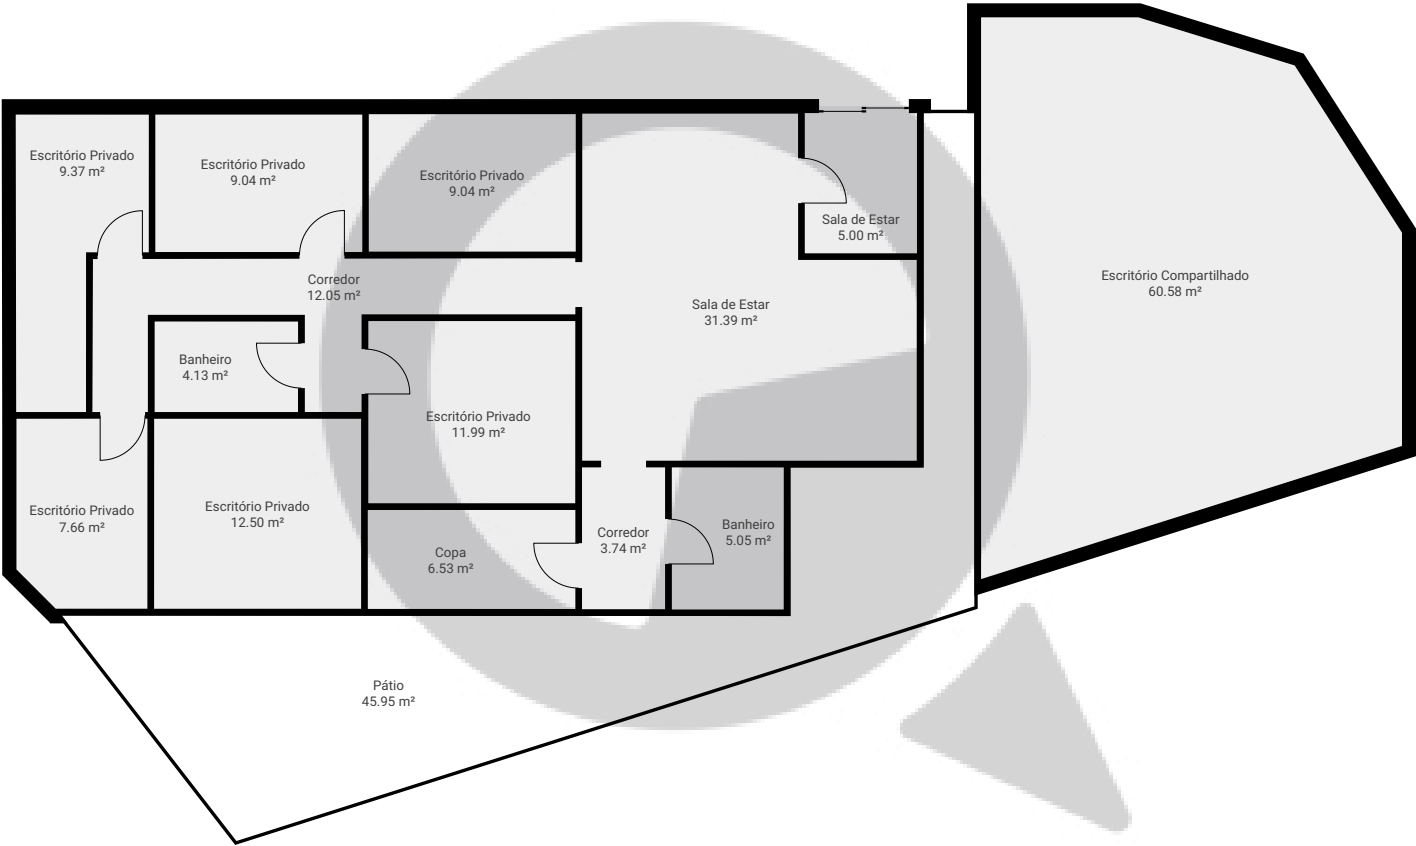 Escritório Privado
9.37 m²
Escritório Privado
9.04 m²
Escritório Privado
9.04 m²
Sala de Estar
5.00 m²
Escritório Compartilhado
60.58 m²
Corredor
12.05 m²
Sala de Estar
31.39 m²
Banheiro
4.13 m²
Escritório Privado
11.99 m²
Escritório Privado
7.66 m²
Escritório Privado
12.50 m²
Copa
6.53 m²
Corredor
3.74 m²
Banheiro
5.05 m²
Pátio
45.95 m²